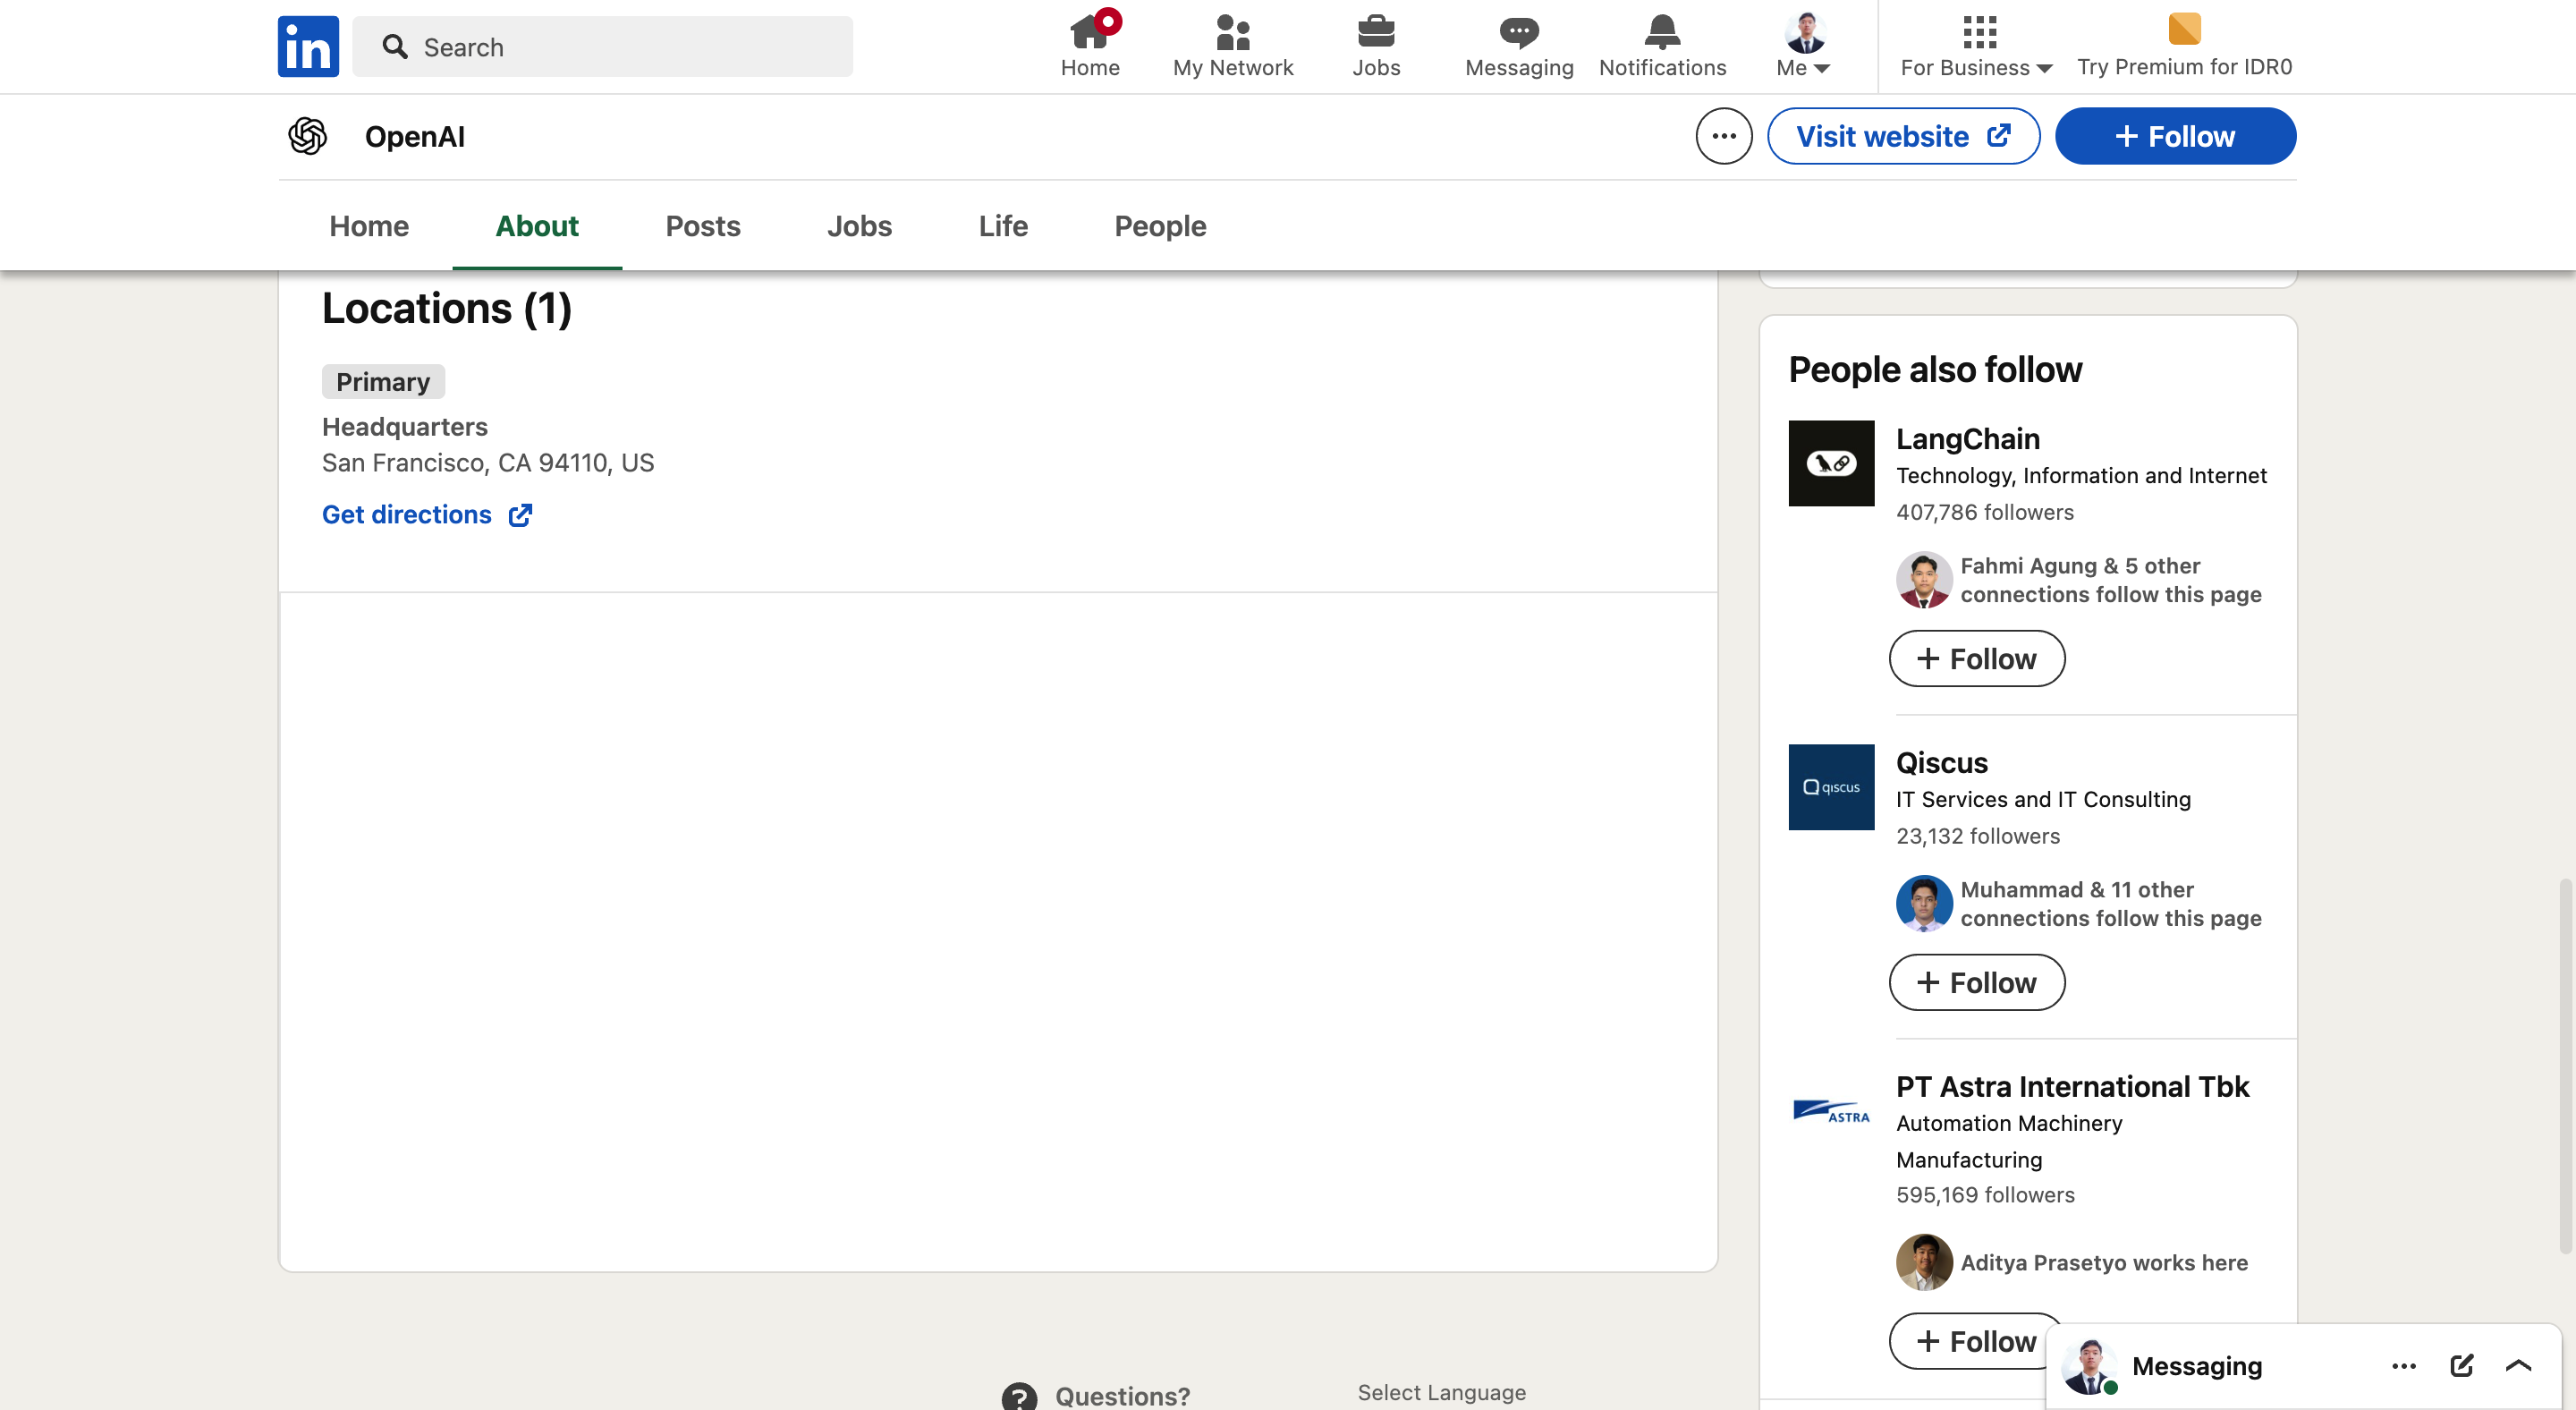 in
Search
Home
My Network
Jobs
Messaging
Notifications
Me
For Business
Try Premium for IDR0
OpenAI
Visit website
+ Follow
Home
About
Posts
Jobs
Life
People
Locations (1)
Primary
Headquarters
San Francisco, CA 94110, US
Get directions
People also follow
LangChain
Technology, Information and Internet
407,786 followers
Fahmi Agung & 5 other
connections follow this page
+ Follow
qiscus
Qiscus
IT Services and IT Consulting
23,132 followers
Muhammad & 11 other
connections follow this page
+ Follow
ASTRA
PT Astra International Tbk
Automation Machinery
Manufacturing
595,169 followers
Aditya Prasetyo works here
+ Follow
Messaging
? Questions?
Select Language